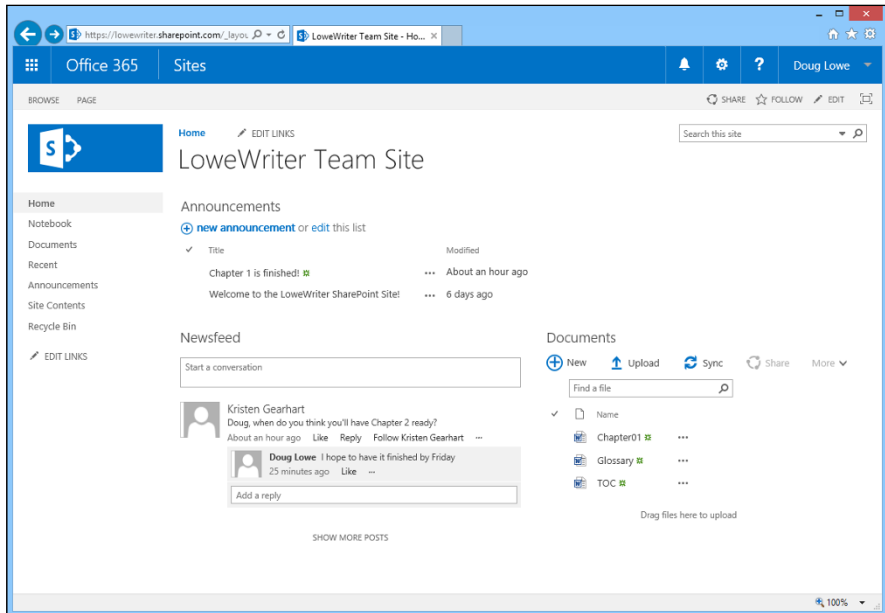 https://lowewriter.sharepoint.com/_layou
LoweWriter Team Site - Ho...
Office 365
Sites
?
Doug Lowe
BROWSE PAGE
SHARE FOLLOW EDIT
S
Home EDIT LINKS
Search this site
LoweWriter Team Site
Home
Notebook
Documents
Recent
Announcements
Site Contents
Recycle Bin
EDIT LINKS
Announcements
new announcement or edit this list
Title Modified
Chapter 1 is finished! ... About an hour ago
Welcome to the LoweWriter SharePoint Site! ... 6 days ago
Newsfeed
Start a conversation
Kristen Gearhart
Doug, when do you think you'll have Chapter 2 ready?
About an hour ago Like Reply Follow Kristen Gearhart ...
Doug Lowe I hope to have it finished by Friday
25 minutes ago Like ...
Add a reply
SHOW MORE POSTS
Documents
New Upload Sync Share More
Find a file
Name
Chapter01 ...
Glossary ...
TOC ...
Drag files here to upload
100%